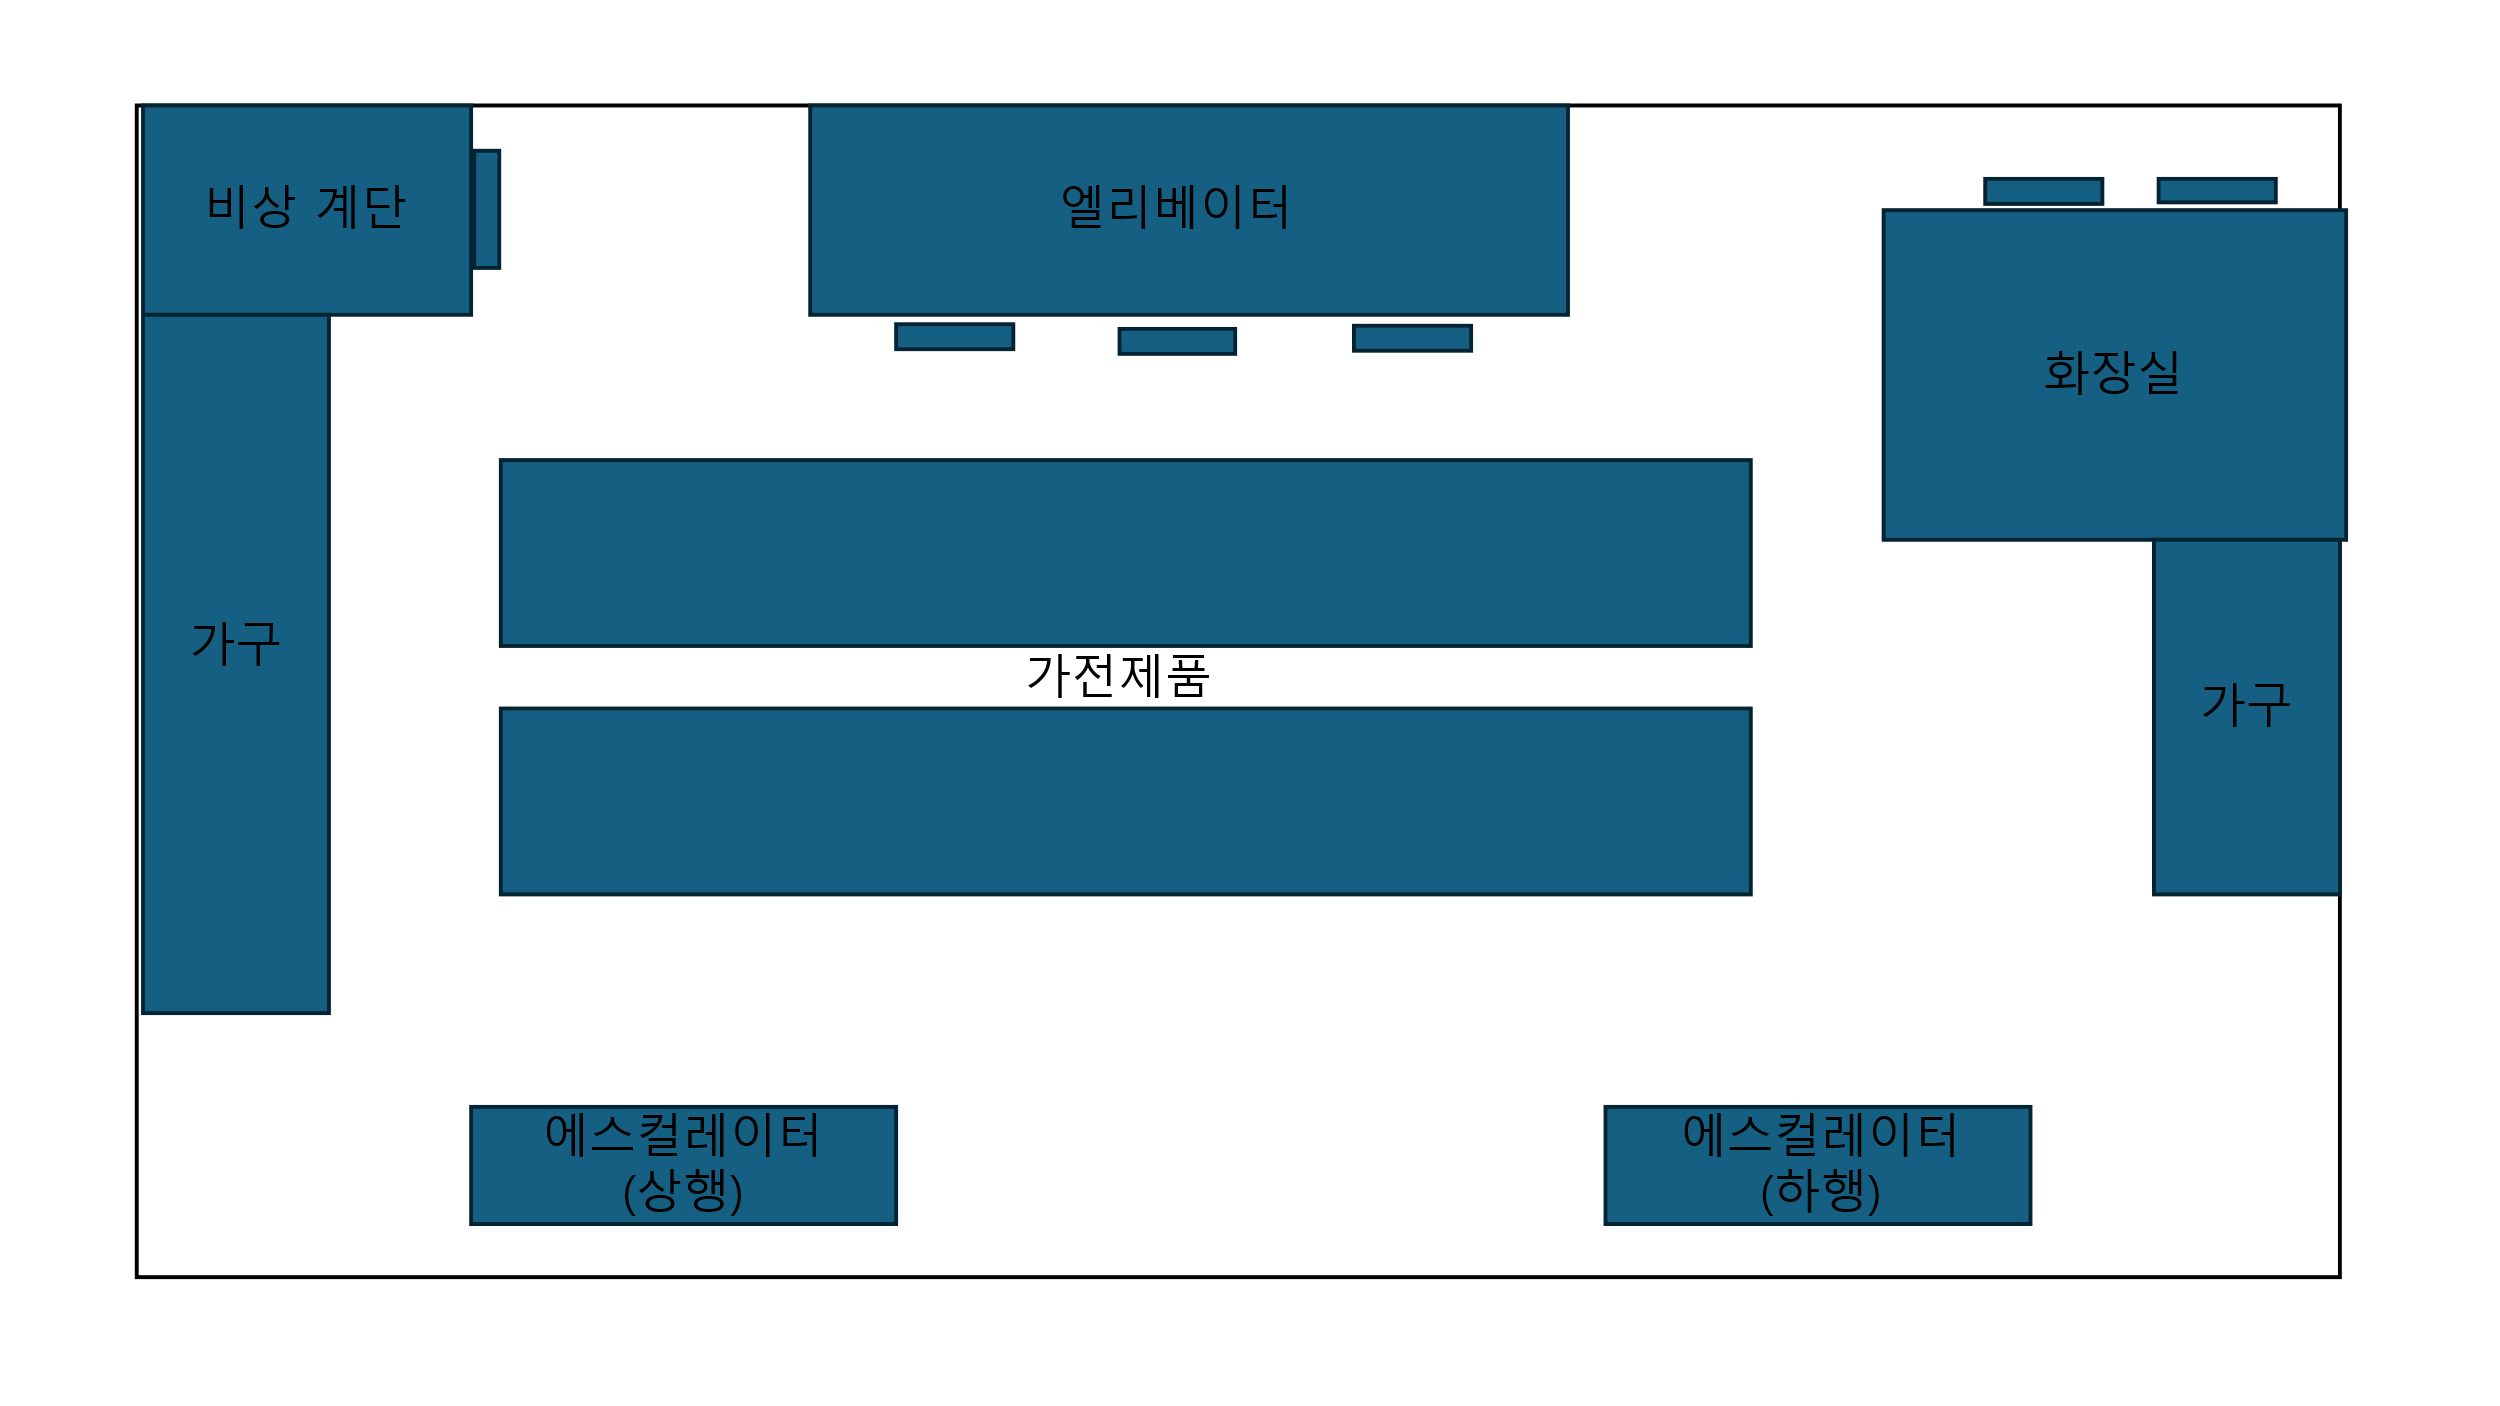 비상 계단
엘리베이터
화장실
가구
가전제품
가구
에스컬레이터
(상행)
에스컬레이터
(하행)